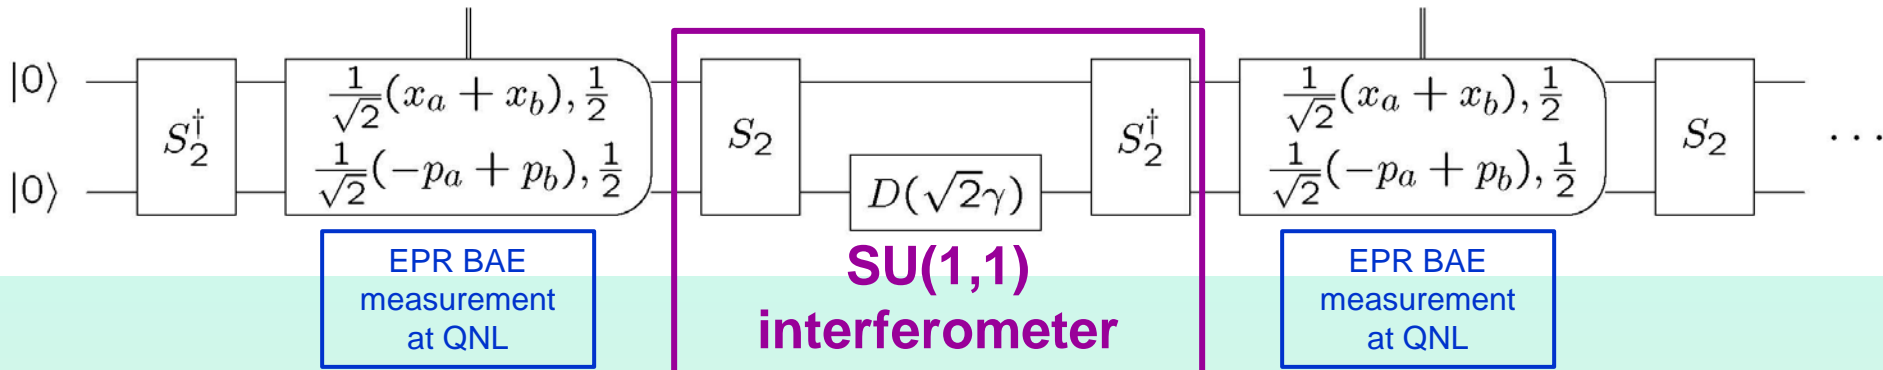 |0⟩
|0⟩
S₂†
1/√2(xₐ + x_b), 1/2
1/√2(−pₐ + p_b), 1/2
S₂
D(√2γ)
S₂†
1/√2(xₐ + x_b), 1/2
1/√2(−pₐ + p_b), 1/2
S₂
...
EPR BAE
measurement
at QNL
SU(1,1)
interferometer
EPR BAE
measurement
at QNL